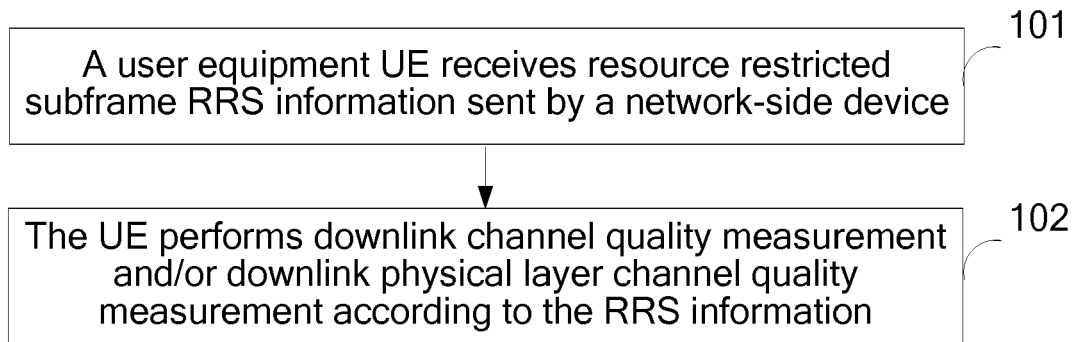 101
A user equipment UE receives resource restricted
subframe RRS information sent by a network-side device
102
The UE performs downlink channel quality measurement
and/or downlink physical layer channel quality
measurement according to the RRS information